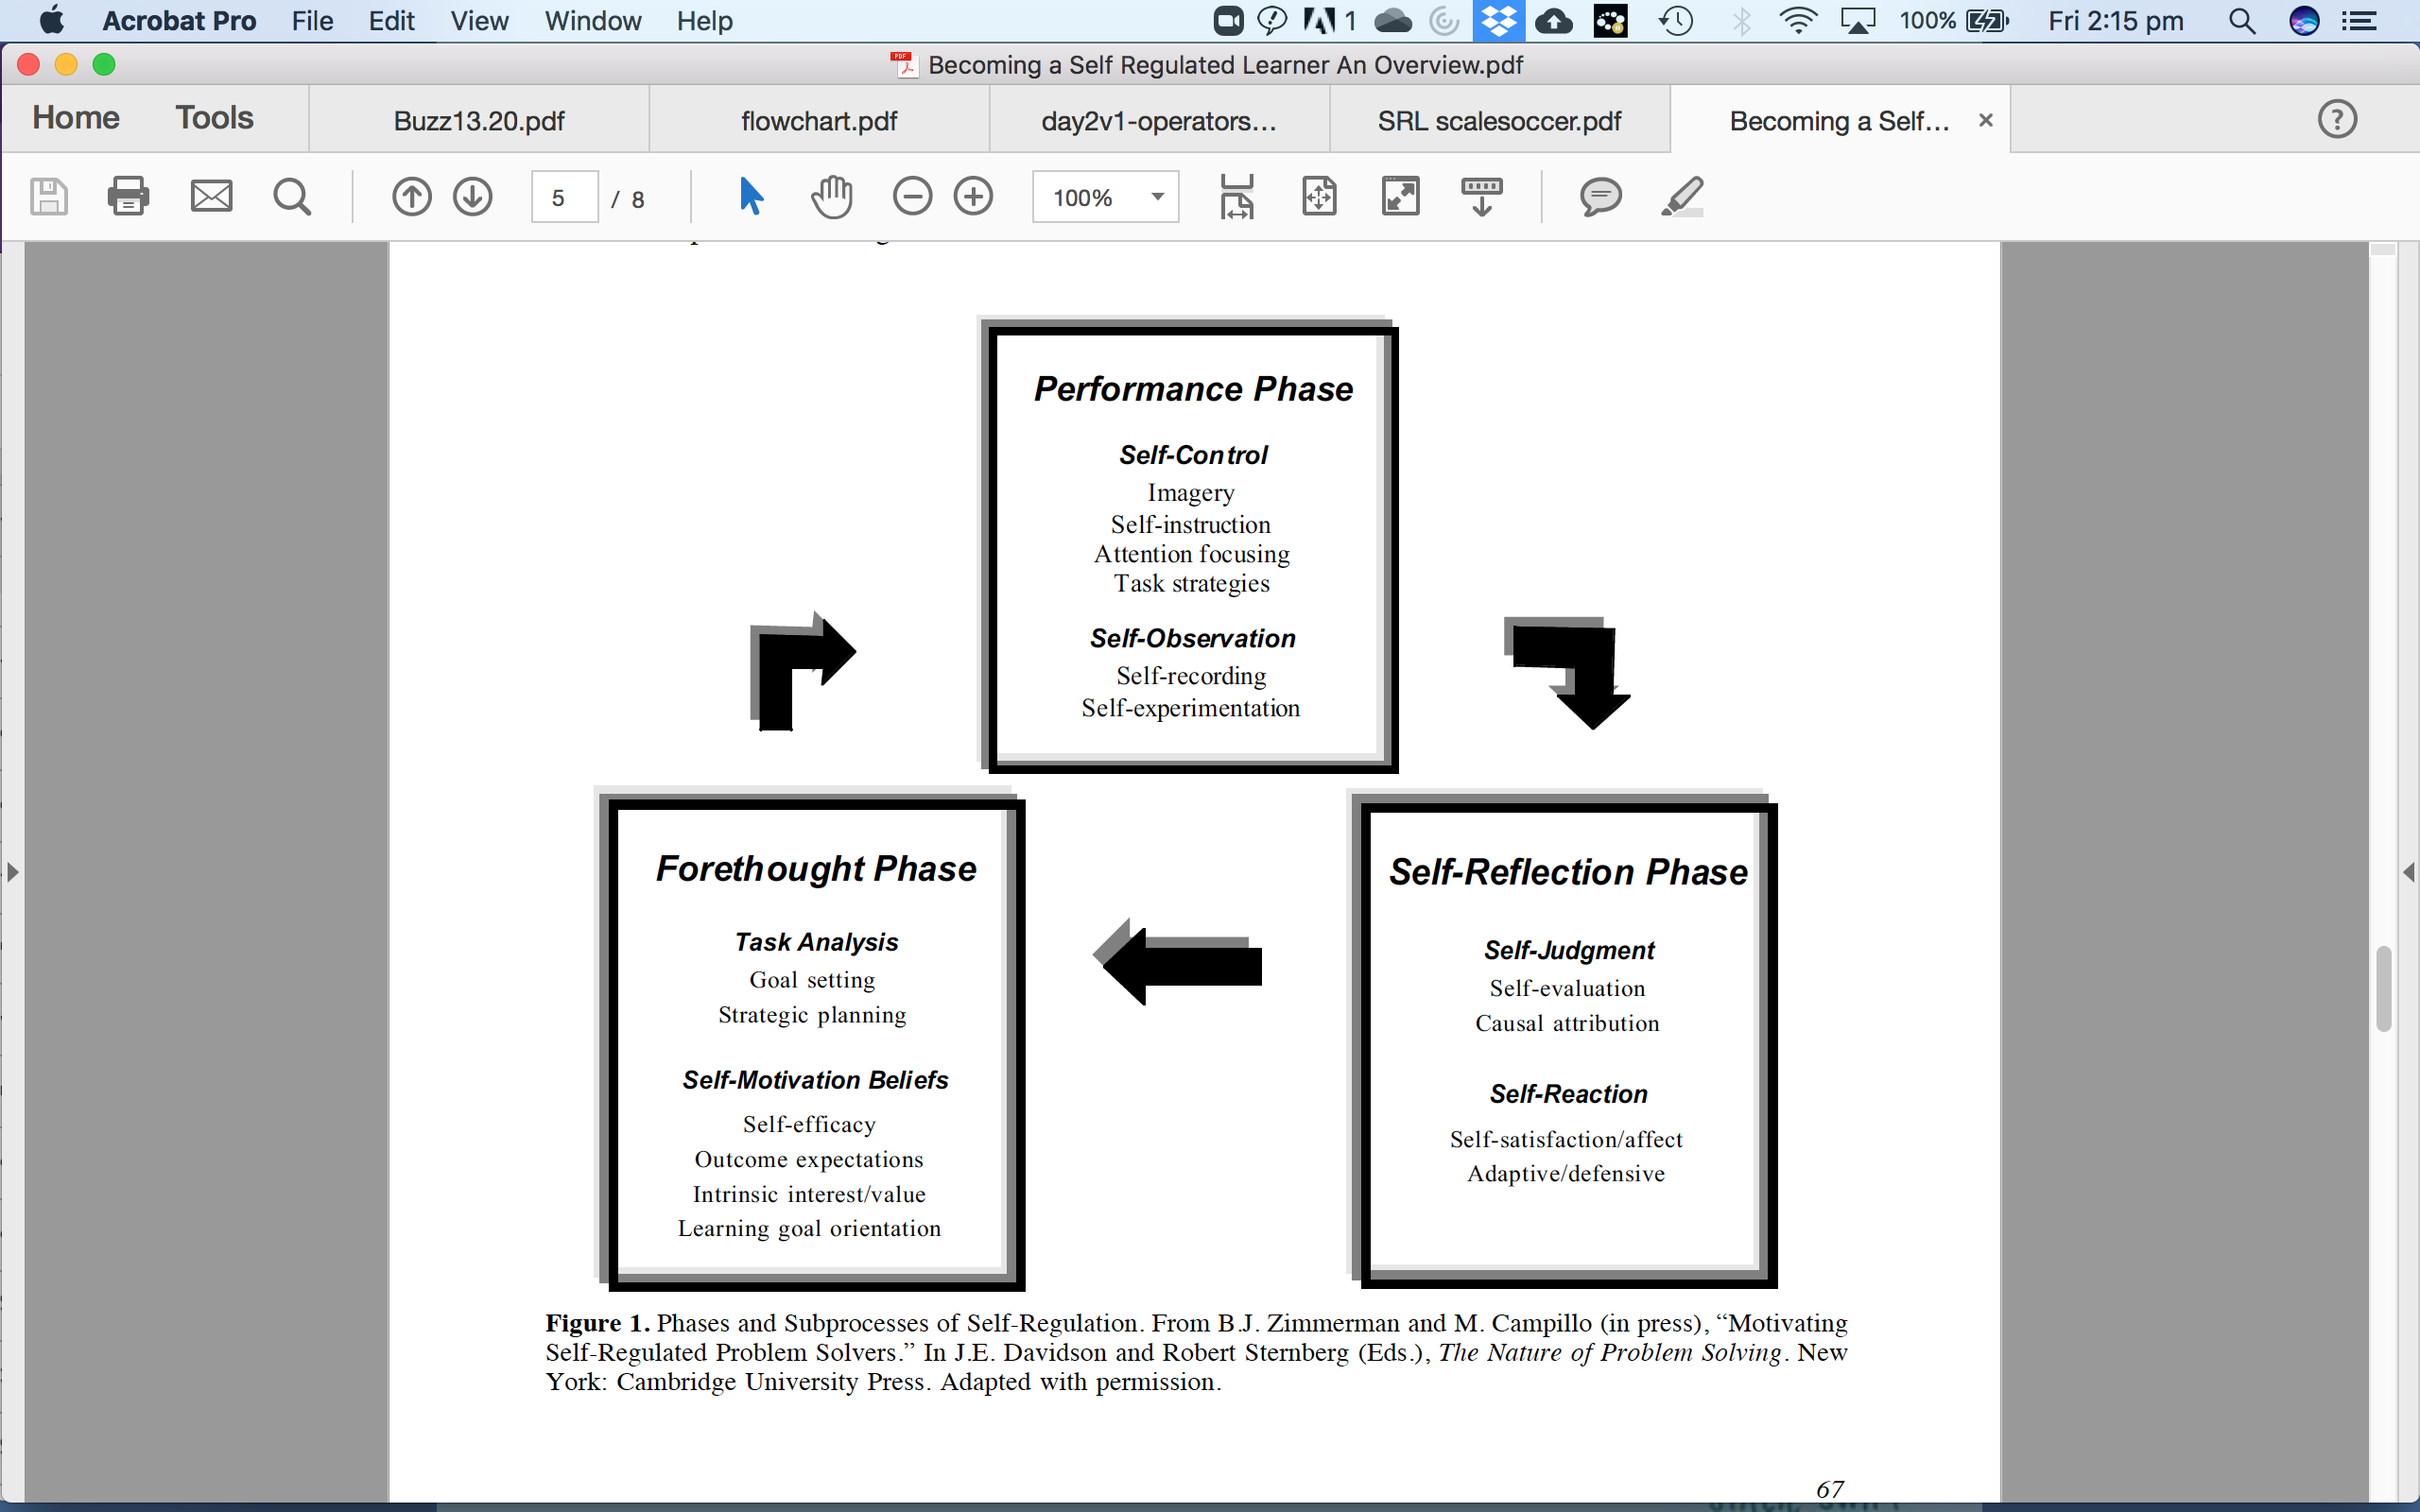 Acrobat Pro File Edit View Window Help 1 100% Fri 2:15 pm
Becoming a Self Regulated Learner An Overview.pdf
Home Tools Buzz13.20.pdf flowchart.pdf day2v1-operators... SRL scalesoccer.pdf Becoming a Self... ×
5 / 8 100%
Performance Phase
Self-Control
Imagery
Self-instruction
Attention focusing
Task strategies
Self-Observation
Self-recording
Self-experimentation
Forethought Phase
Task Analysis
Goal setting
Strategic planning
Self-Motivation Beliefs
Self-efficacy
Outcome expectations
Intrinsic interest/value
Learning goal orientation
Self-Reflection Phase
Self-Judgment
Self-evaluation
Causal attribution
Self-Reaction
Self-satisfaction/affect
Adaptive/defensive
Figure 1. Phases and Subprocesses of Self-Regulation. From B.J. Zimmerman and M. Campillo (in press), “Motivating
Self-Regulated Problem Solvers.” In J.E. Davidson and Robert Sternberg (Eds.), The Nature of Problem Solving. New
York: Cambridge University Press. Adapted with permission.
67